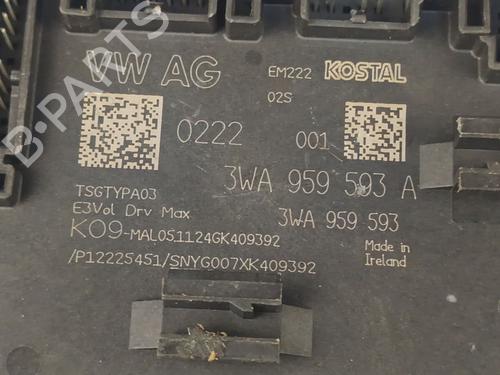 VW AG EM222 KOSTAL
02S
0222 001
3WA 959 593 A
TSGTYPA03
E3Vol Drv Max 3WA 959 593
K09-MAL051124GK409392 Made in
/P12225451/SNYG007XK409392 Ireland
B-PARTS